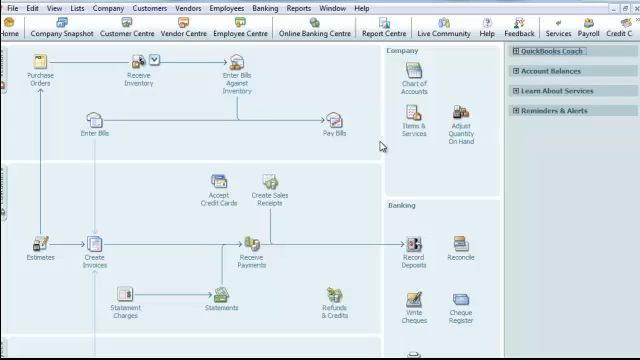 File Edit View Lists Company Customers Vendors Employees Banking Reports Window Help
Home Company Snapshot Customer Centre Vendor Centre Employee Centre Online Banking Centre Report Centre Live Community Help Feedback Services Payroll Credit C
Purchase
Orders
Receive
Inventory
Enter Bills
Against
Inventory
Enter Bills
Pay Bills
Accept
Credit Cards
Create Sales
Receipts
Estimates
Create
Invoices
Receive
Payments
Statement
Charges
Statements
Refunds
& Credits
Company
Chart of
Accounts
Items &
Services
Adjust
Quantity
On Hand
Banking
Record
Deposits
Reconcile
Write
Cheques
Cheque
Register
QuickBooks Coach
Account Balances
Learn About Services
Reminders & Alerts